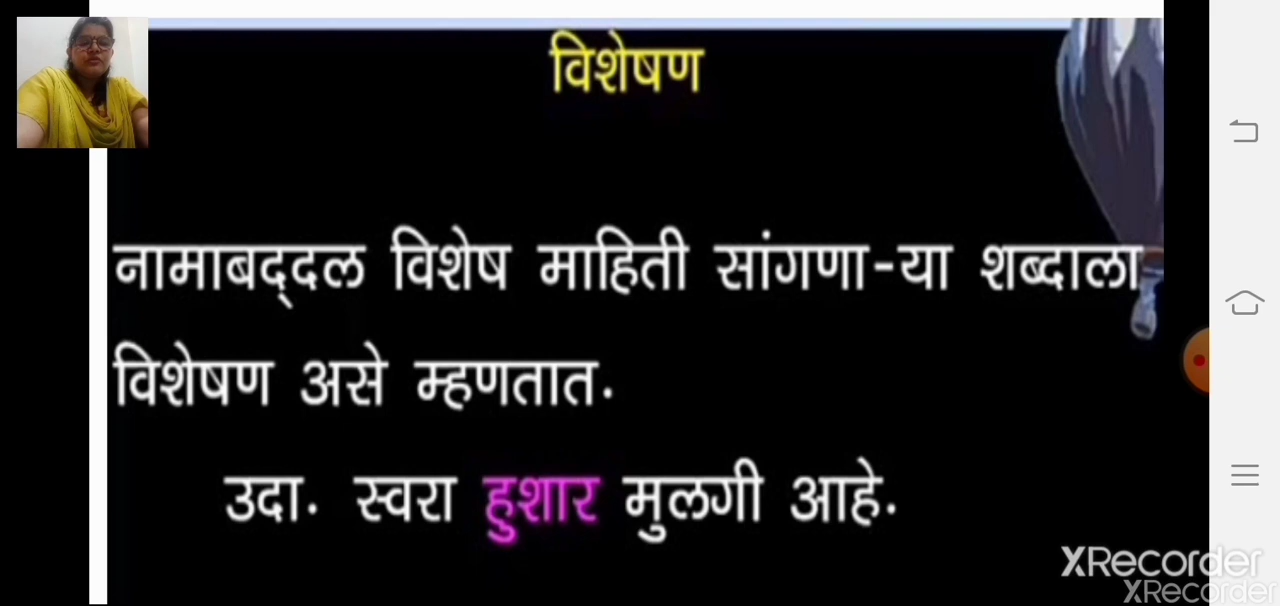 विशेषण
नामाबद्दल विशेष माहिती सांगणा-या शब्दाला
विशेषण असे म्हणतात.
उदा. स्वरा हुशार मुलगी आहे.
XRecorder
XRecorder